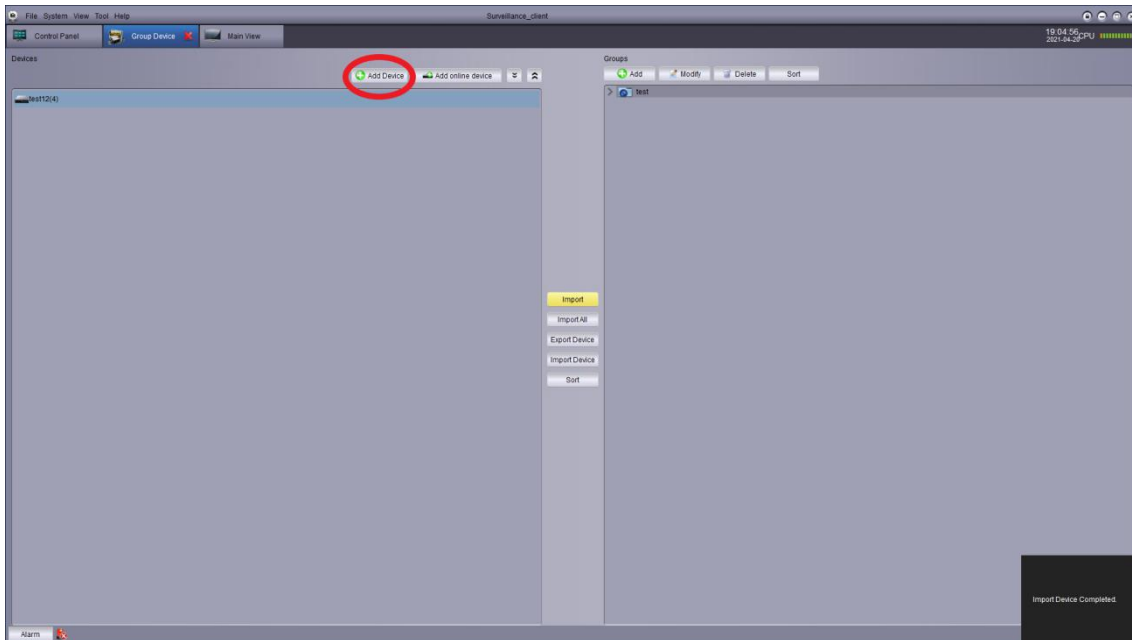 File System View Tool Help
Surveillance_client
Control Panel
Group Device
Main View
19:04:56
2021-04-26
CPU
Devices
Add Device
Add online device
test12(4)
Import
Import All
Export Device
Import Device
Sort
Groups
Add
Modify
Delete
Sort
test
Import Device Completed.
Alarm